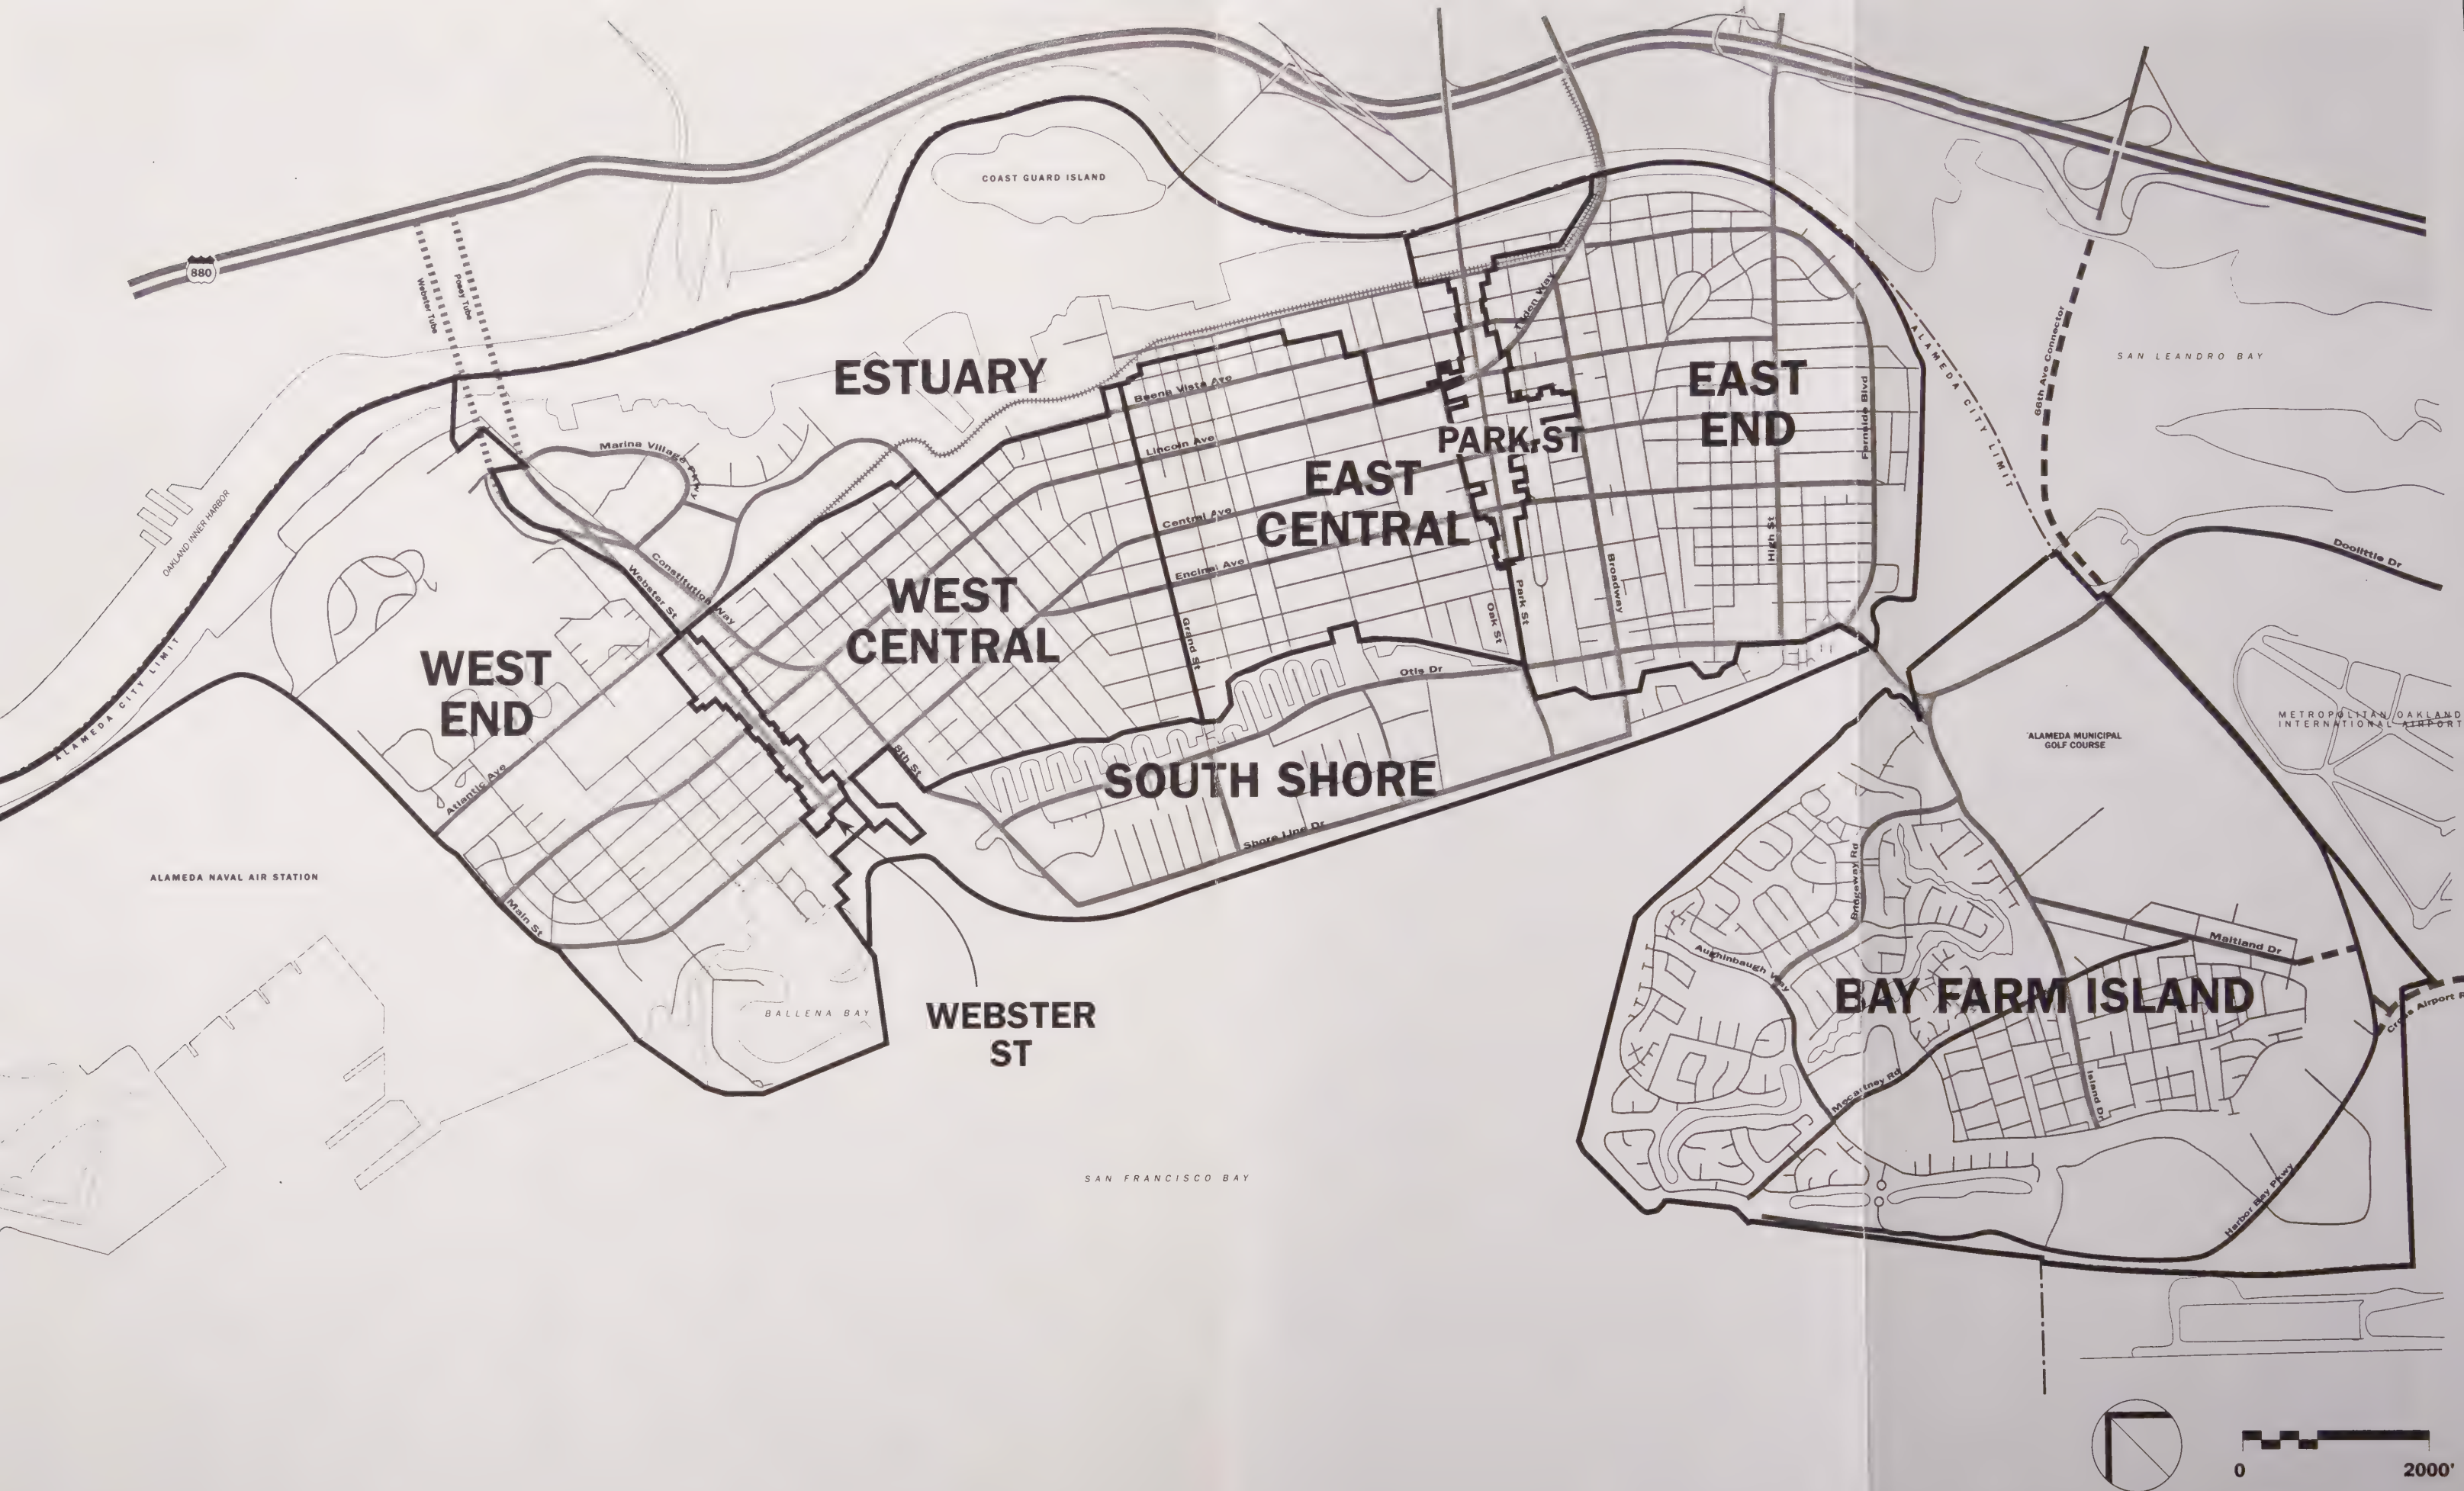 COAST GUARD ISLAND
880
Webster Tube
Posey Tube
ESTUARY
Buena Vista Ave
Tilden Way
EAST
END
66th Ave Connector
SAN LEANDRO BAY
ALAMEDA CITY LIMIT
Fernside Blvd
Marina Village Pkwy
Lincoln Ave
PARK ST
OAKLAND INNER HARBOR
EAST
CENTRAL
Central Ave
Encinal Ave
High St
Broadway
Park St
Oak St
Doolittle Dr
Constitution Way
Webster St
WEST
CENTRAL
Grand St
WEST
END
Otis Dr
ALAMEDA CITY LIMIT
METROPOLITAN OAKLAND
INTERNATIONAL AIRPORT
ALAMEDA MUNICIPAL
GOLF COURSE
8th St
Atlantic Ave
SOUTH SHORE
Shore Line Dr
ALAMEDA NAVAL AIR STATION
Main St
Bridgeway Rd
Maitland Dr
Aughinbaugh Way
BAY FARM ISLAND
Cross Airport R
BALLENA BAY
WEBSTER
ST
Mecartney Rd
Island Dr
SAN FRANCISCO BAY
Harbor Bay Pkwy
0 2000'